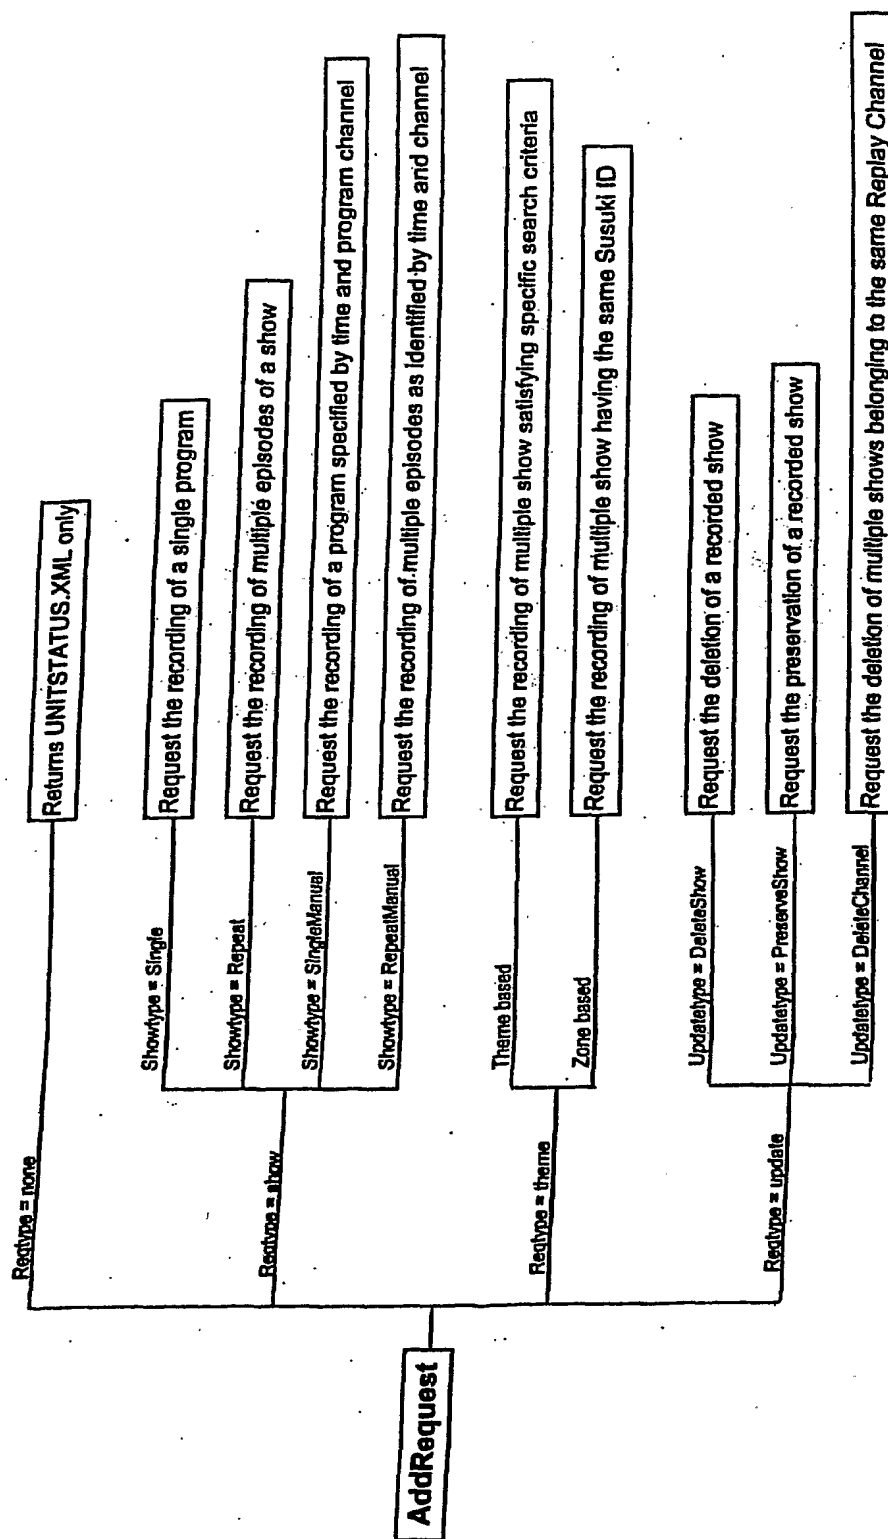 AddRequest
Reqtype = none
Returns UNITSTATUS.XML only
Reqtype = show
Showtype = Single
Request the recording of a single program
Showtype = Repeat
Request the recording of multiple episodes of a show
Showtype = SingleManual
Request the recording of a program specified by time and program channel
Showtype = RepeatManual
Request the recording of multiple episodes as identified by time and channel
Reqtype = theme
Theme based
Request the recording of multiple show satisfying specific search criteria
Zone based
Request the recording of multiple show having the same Susuki ID
Reqtype = update
Updatetype = DeleteShow
Request the deletion of a recorded show
Updatetype = PreserveShow
Request the preservation of a recorded show
Updatetype = DeleteChannel
Request the deletion of multiple shows belonging to the same Replay Channel